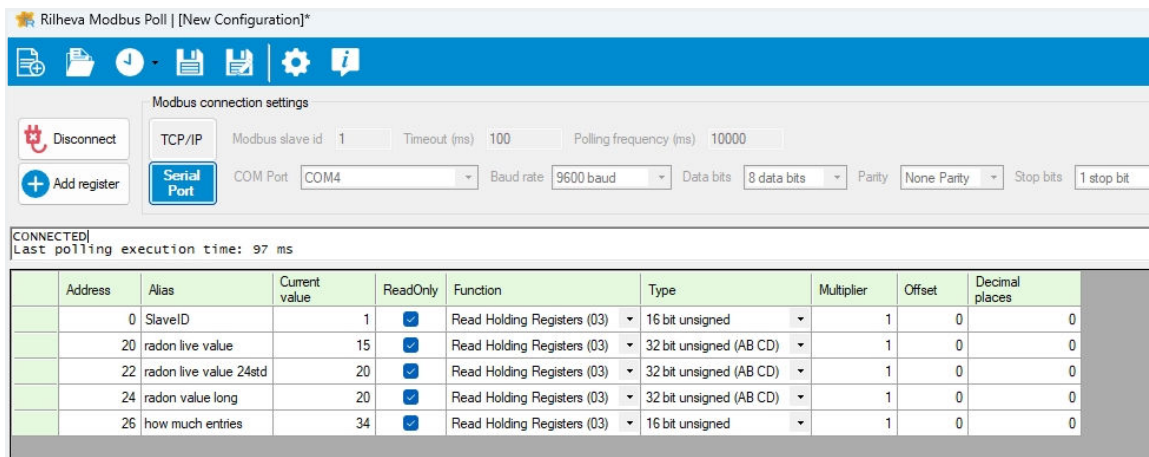 Rilheva Modbus Poll | [New Configuration]*
Modbus connection settings
Disconnect TCP/IP Modbus slave id 1 Timeout (ms) 100 Polling frequency (ms) 10000
Add register Serial Port COM Port COM4 Baud rate 9600 baud Data bits 8 data bits Parity None Parity Stop bits 1 stop bit
CONNECTED
Last polling execution time: 97 ms
Address Alias Current value ReadOnly Function Type Multiplier Offset Decimal places
0 SlaveID 1 Read Holding Registers (03) 16 bit unsigned 1 0 0
20 radon live value 15 Read Holding Registers (03) 32 bit unsigned (AB CD) 1 0 0
22 radon live value 24std 20 Read Holding Registers (03) 32 bit unsigned (AB CD) 1 0 0
24 radon value long 20 Read Holding Registers (03) 32 bit unsigned (AB CD) 1 0 0
26 how much entries 34 Read Holding Registers (03) 16 bit unsigned 1 0 0